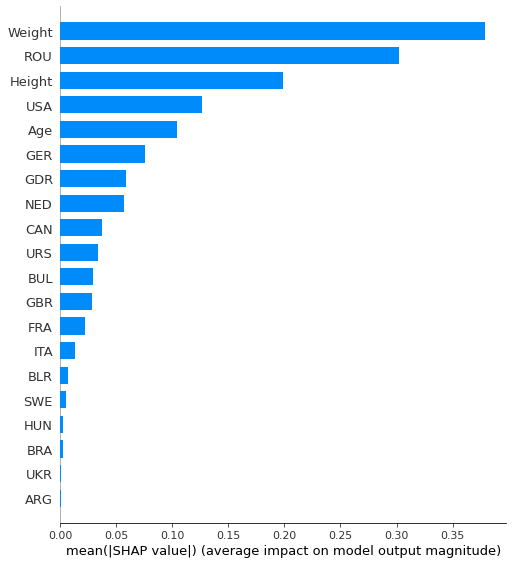 Weight
ROU
Height
USA
Age
GER
GDR
NED
CAN
URS
BUL
GBR
FRA
ITA
BLR
SWE
HUN
BRA
UKR
ARG
0.00 0.05 0.10 0.15 0.20 0.25 0.30 0.35
mean(|SHAP value|) (average impact on model output magnitude)